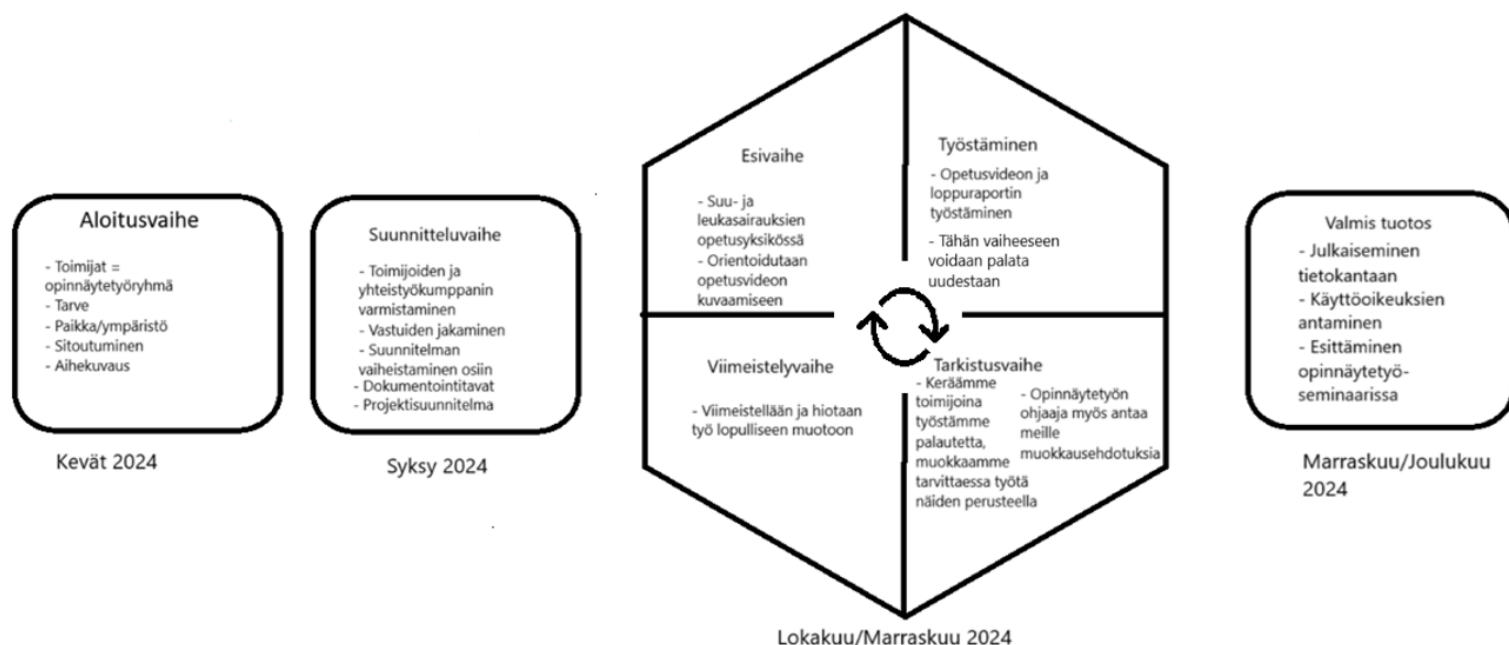 Aloitusvaihe
- Toimijat =
opinnäytetyöryhmä
- Tarve
- Paikka/ympäristö
- Sitoutuminen
- Aihekuvaus
Kevät 2024
Suunnitteluvaihe
- Toimijoiden ja
yhteistyökumppanin
varmistaminen
- Vastuiden jakaminen
- Suunnitelman
vaiheistaminen osiin
- Dokumentointitavat
- Projektisuunnitelma
Syksy 2024
Esivaihe
- Suu- ja
leukasairauksien
opetusyksikössä
- Orientoidutaan
opetusvideon
kuvaamiseen
Työstäminen
- Opetusvideon ja
loppuraportin
työstäminen
- Tähän vaiheeseen
voidaan palata
uudestaan
Viimeistelyvaihe
- Viimeistellään ja hiotaan
työ lopulliseen muotoon
Tarkistusvaihe
- Keräämme
toimijoina
työstämme
palautetta,
muokkaamme
tarvittaessa työtä
näiden perusteella
- Opinnäytetyön
ohjaaja myös antaa
meille
muokkausehdotuksia
Lokakuu/Marraskuu 2024
Valmis tuotos
- Julkaiseminen
tietokantaan
- Käyttöoikeuksien
antaminen
- Esittäminen
opinnäytetyö-
seminaarissa
Marraskuu/Joulukuu
2024